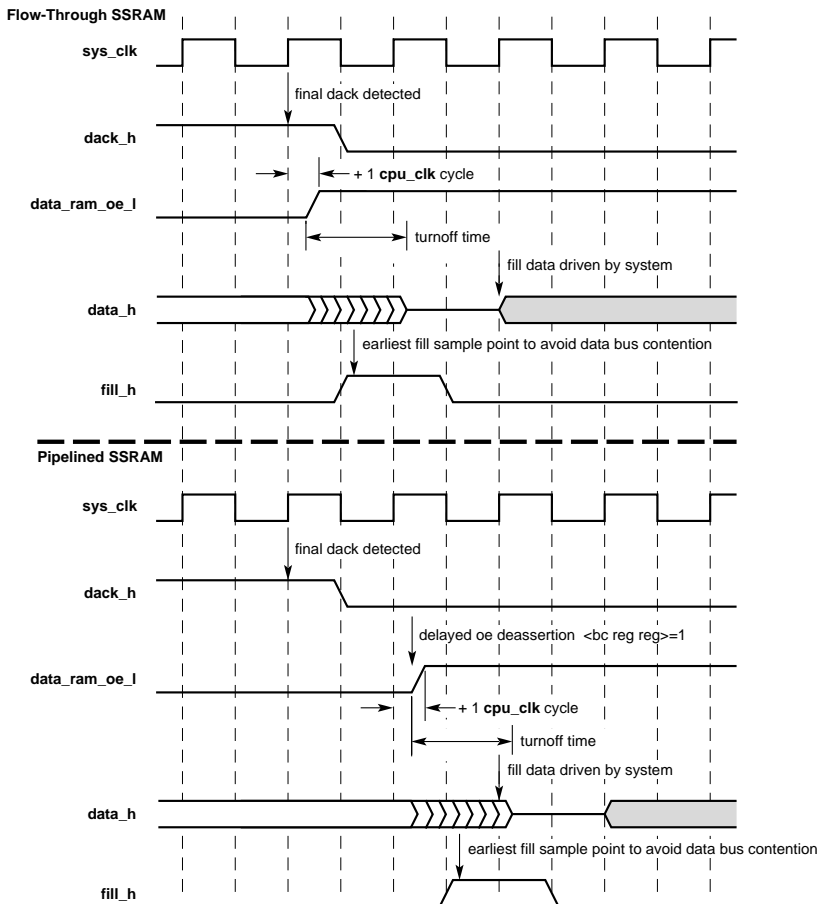 Flow-Through SSRAM
sys_clk
final dack detected
dack_h
+ 1 cpu_clk cycle
data_ram_oe_l
turnoff time
fill data driven by system
data_h
earliest fill sample point to avoid data bus contention
fill_h
Pipelined SSRAM
sys_clk
final dack detected
dack_h
delayed oe deassertion <bc reg reg>=1
data_ram_oe_l
+ 1 cpu_clk cycle
turnoff time
fill data driven by system
data_h
earliest fill sample point to avoid data bus contention
fill_h